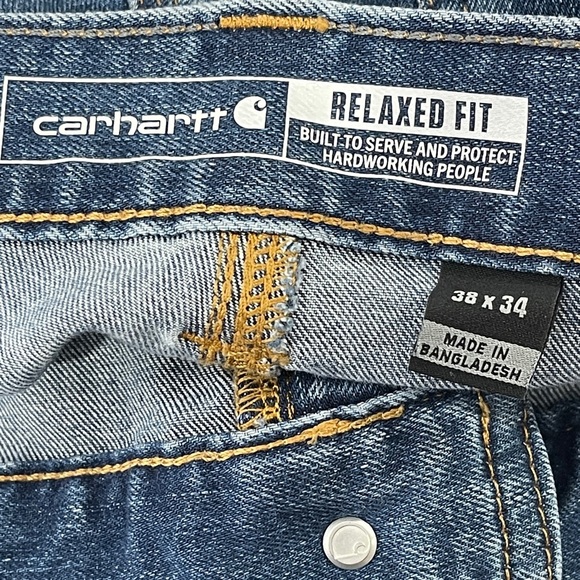 carhartt
RELAXED FIT
BUILT TO SERVE AND PROTECT
HARDWORKING PEOPLE
38 x 34
MADE IN
BANGLADESH